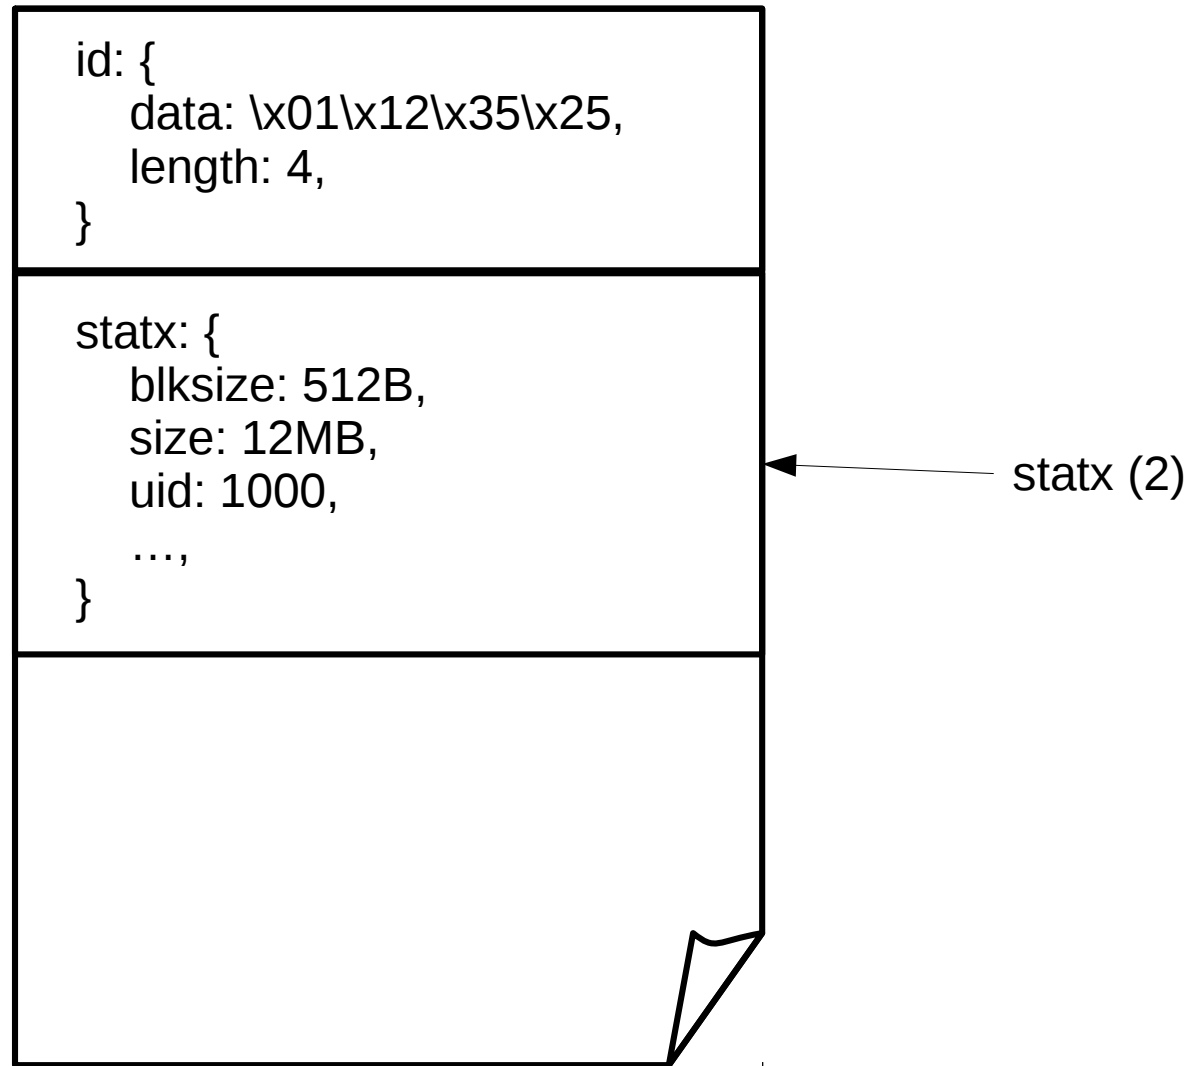 id: {
data: \x01\x12\x35\x25,
length: 4,
}
statx: {
blksize: 512B,
size: 12MB,
uid: 1000,
…,
}
statx (2)